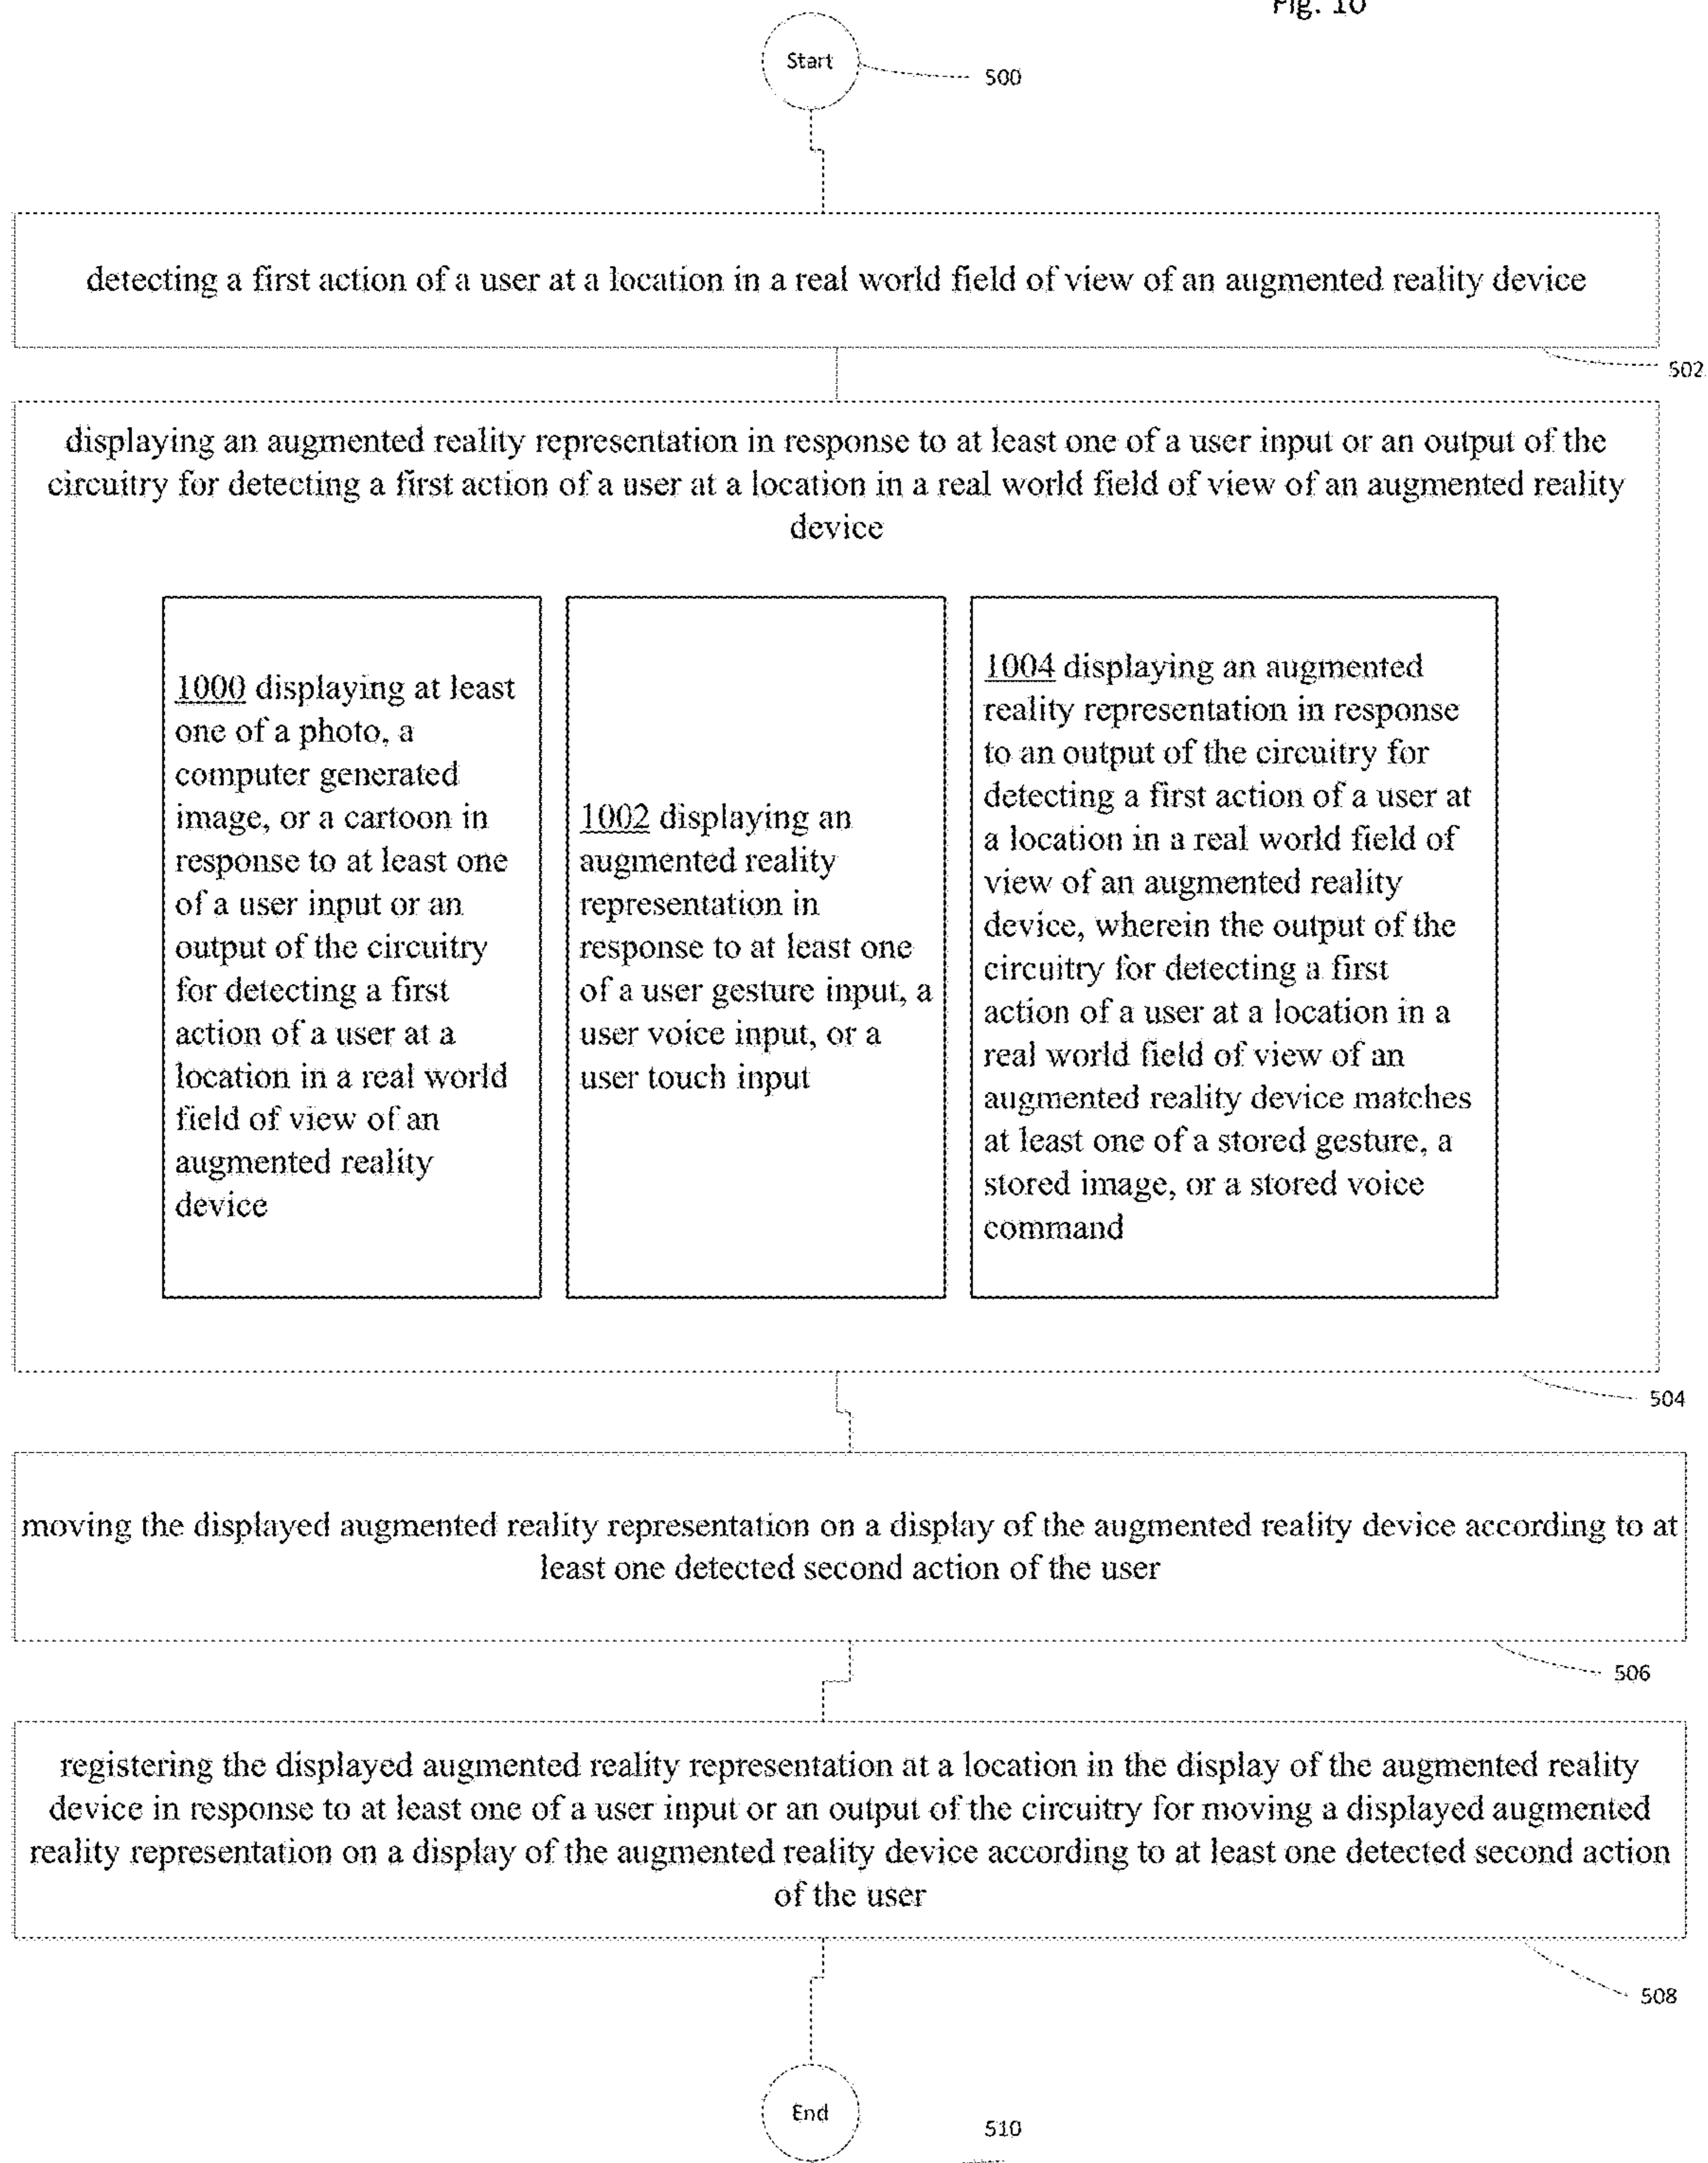 Fig. 10
Start
500
detecting a first action of a user at a location in a real world field of view of an augmented reality device
502
displaying an augmented reality representation in response to at least one of a user input or an output of the
circuitry for detecting a first action of a user at a location in a real world field of view of an augmented reality
device
1000 displaying at least
one of a photo, a
computer generated
image, or a cartoon in
response to at least one
of a user input or an
output of the circuitry
for detecting a first
action of a user at a
location in a real world
field of view of an
augmented reality
device
1002 displaying an
augmented reality
representation in
response to at least one
of a user gesture input, a
user voice input, or a
user touch input
1004 displaying an augmented
reality representation in response
to an output of the circuitry for
detecting a first action of a user at
a location in a real world field of
view of an augmented reality
device, wherein the output of the
circuitry for detecting a first
action of a user at a location in a
real world field of view of an
augmented reality device matches
at least one of a stored gesture, a
stored image, or a stored voice
command
504
moving the displayed augmented reality representation on a display of the augmented reality device according to at
least one detected second action of the user
506
registering the displayed augmented reality representation at a location in the display of the augmented reality
device in response to at least one of a user input or an output of the circuitry for moving a displayed augmented
reality representation on a display of the augmented reality device according to at least one detected second action
of the user
508
End
510